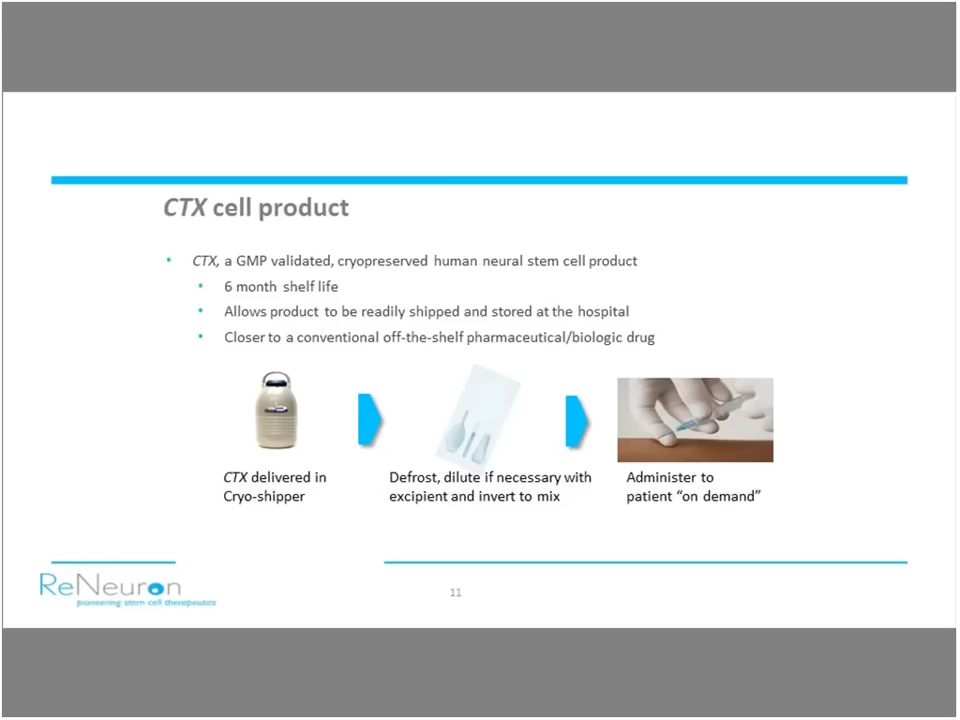 CTX cell product
• CTX, a GMP validated, cryopreserved human neural stem cell product
• 6 month shelf life
• Allows product to be readily shipped and stored at the hospital
• Closer to a conventional off-the-shelf pharmaceutical/biologic drug
CTX delivered in
Cryo-shipper
Defrost, dilute if necessary with
excipient and invert to mix
Administer to
patient “on demand”
ReNeuron
pioneering stem cell therapeutics
11